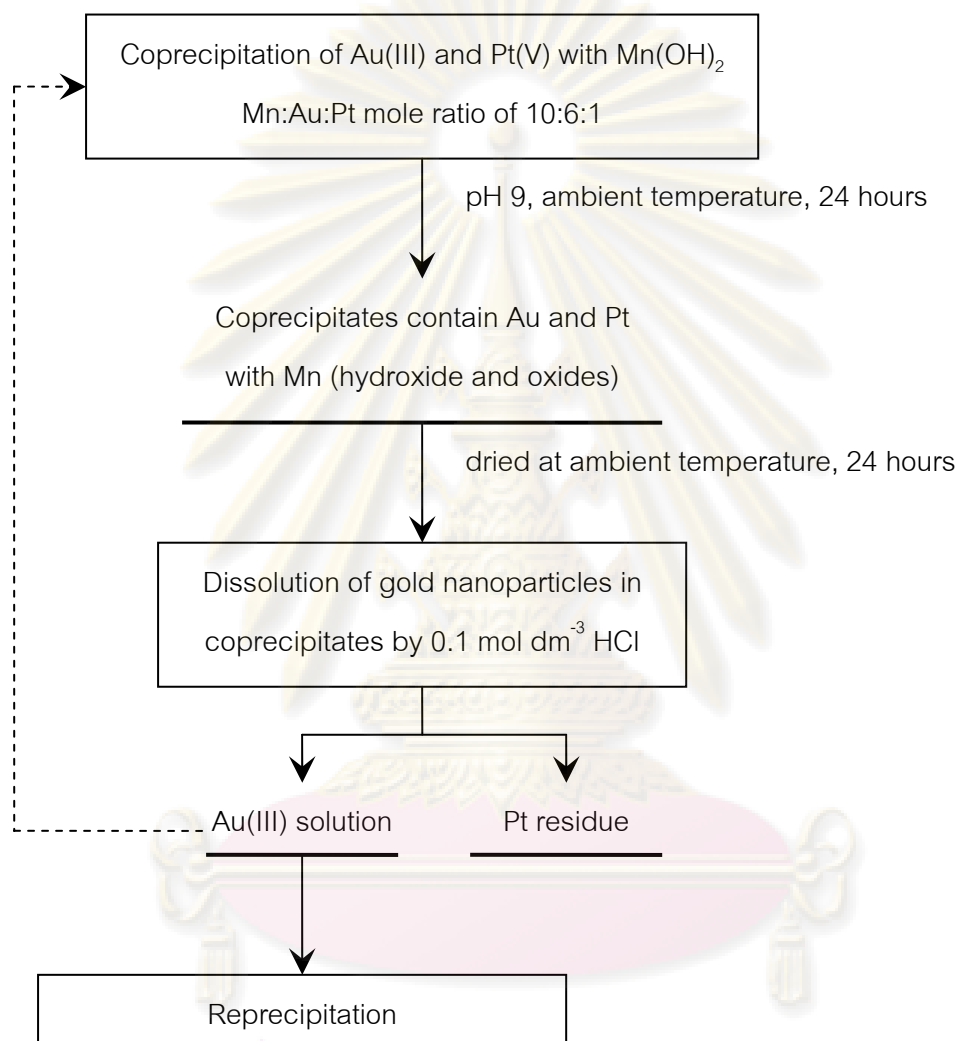 Coprecipitation of Au(III) and Pt(V) with Mn(OH)₂
Mn:Au:Pt mole ratio of 10:6:1
pH 9, ambient temperature, 24 hours
Coprecipitates contain Au and Pt
with Mn (hydroxide and oxides)
dried at ambient temperature, 24 hours
Dissolution of gold nanoparticles in
coprecipitates by 0.1 mol dm⁻³ HCl
Au(III) solution
Pt residue
Reprecipitation